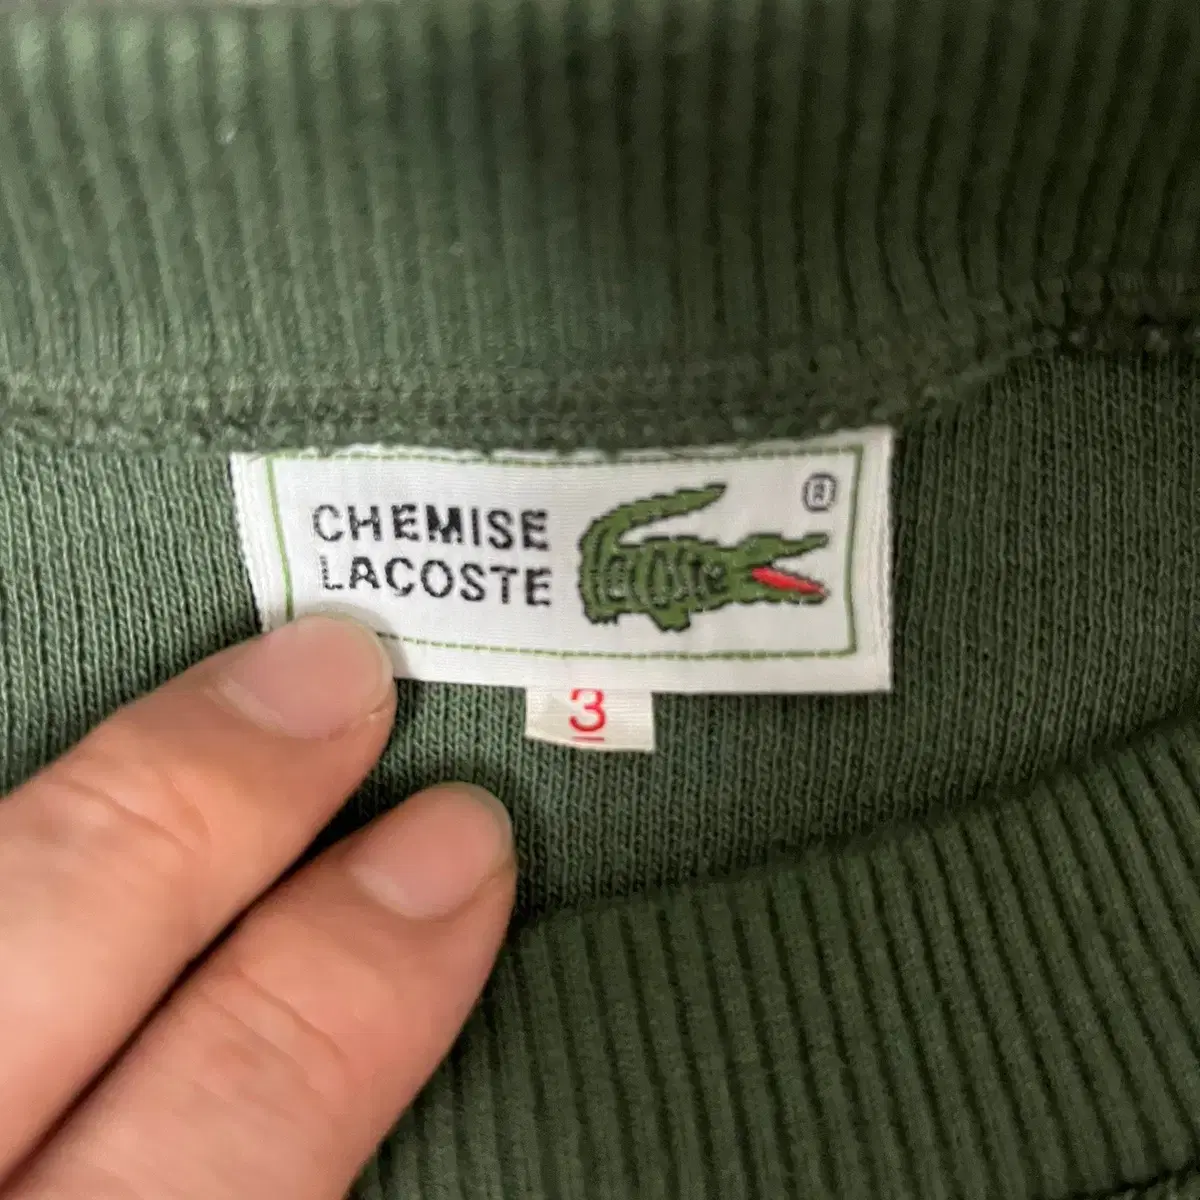 CHEMISE
LACOSTE
®
3